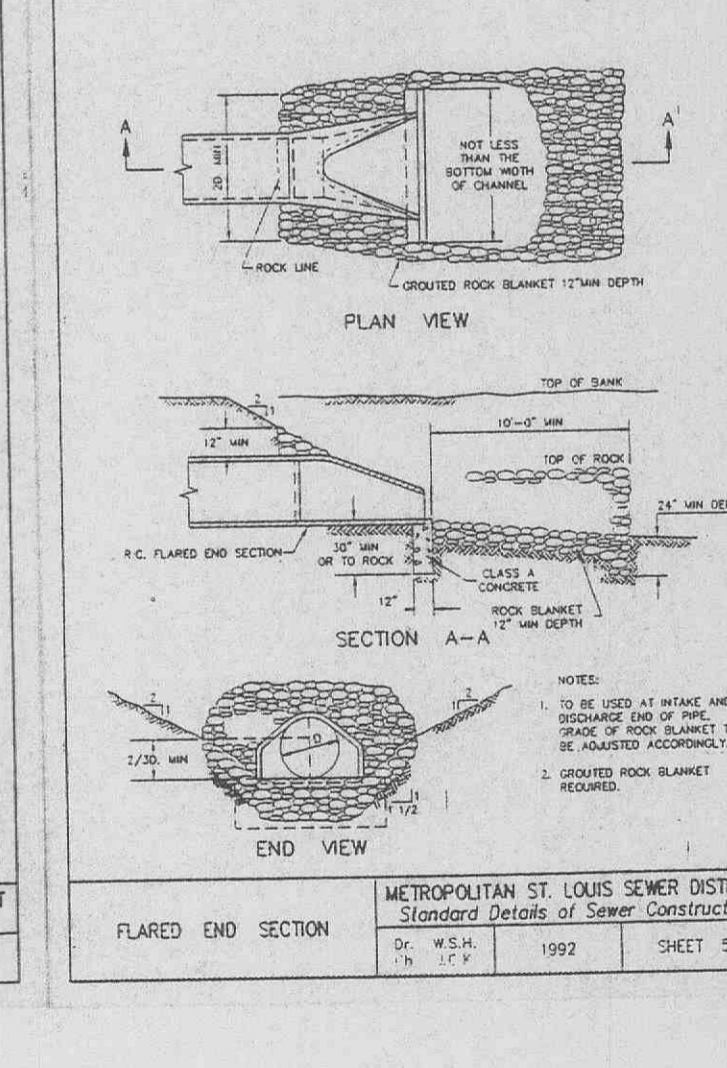 A
A'
2D MIN
NOT LESS
THAN THE
BOTTOM WIDTH
OF CHANNEL
ROCK LINE
GROUTED ROCK BLANKET 12"MIN DEPTH
PLAN VIEW
TOP OF BANK
2
1
10'-0" MIN
12" MIN
TOP OF ROCK
24" MIN DE
R.C. FLARED END SECTION
30" MIN
OR TO ROCK
CLASS A
CONCRETE
12"
ROCK BLANKET
12" MIN DEPTH
SECTION A-A
NOTES:
1. TO BE USED AT INTAKE AN
DISCHARGE END OF PIPE.
GRADE OF ROCK BLANKET T
BE ADJUSTED ACCORDINGLY
2. GROUTED ROCK BLANKET
REQUIRED.
2
1
2
1
D
2/3D. MIN
1
1 1/2
END VIEW
T
FLARED END SECTION
METROPOLITAN ST. LOUIS SEWER DIST
Standard Details of Sewer Construct
Dr. W.S.H.
1992
SHEET 5